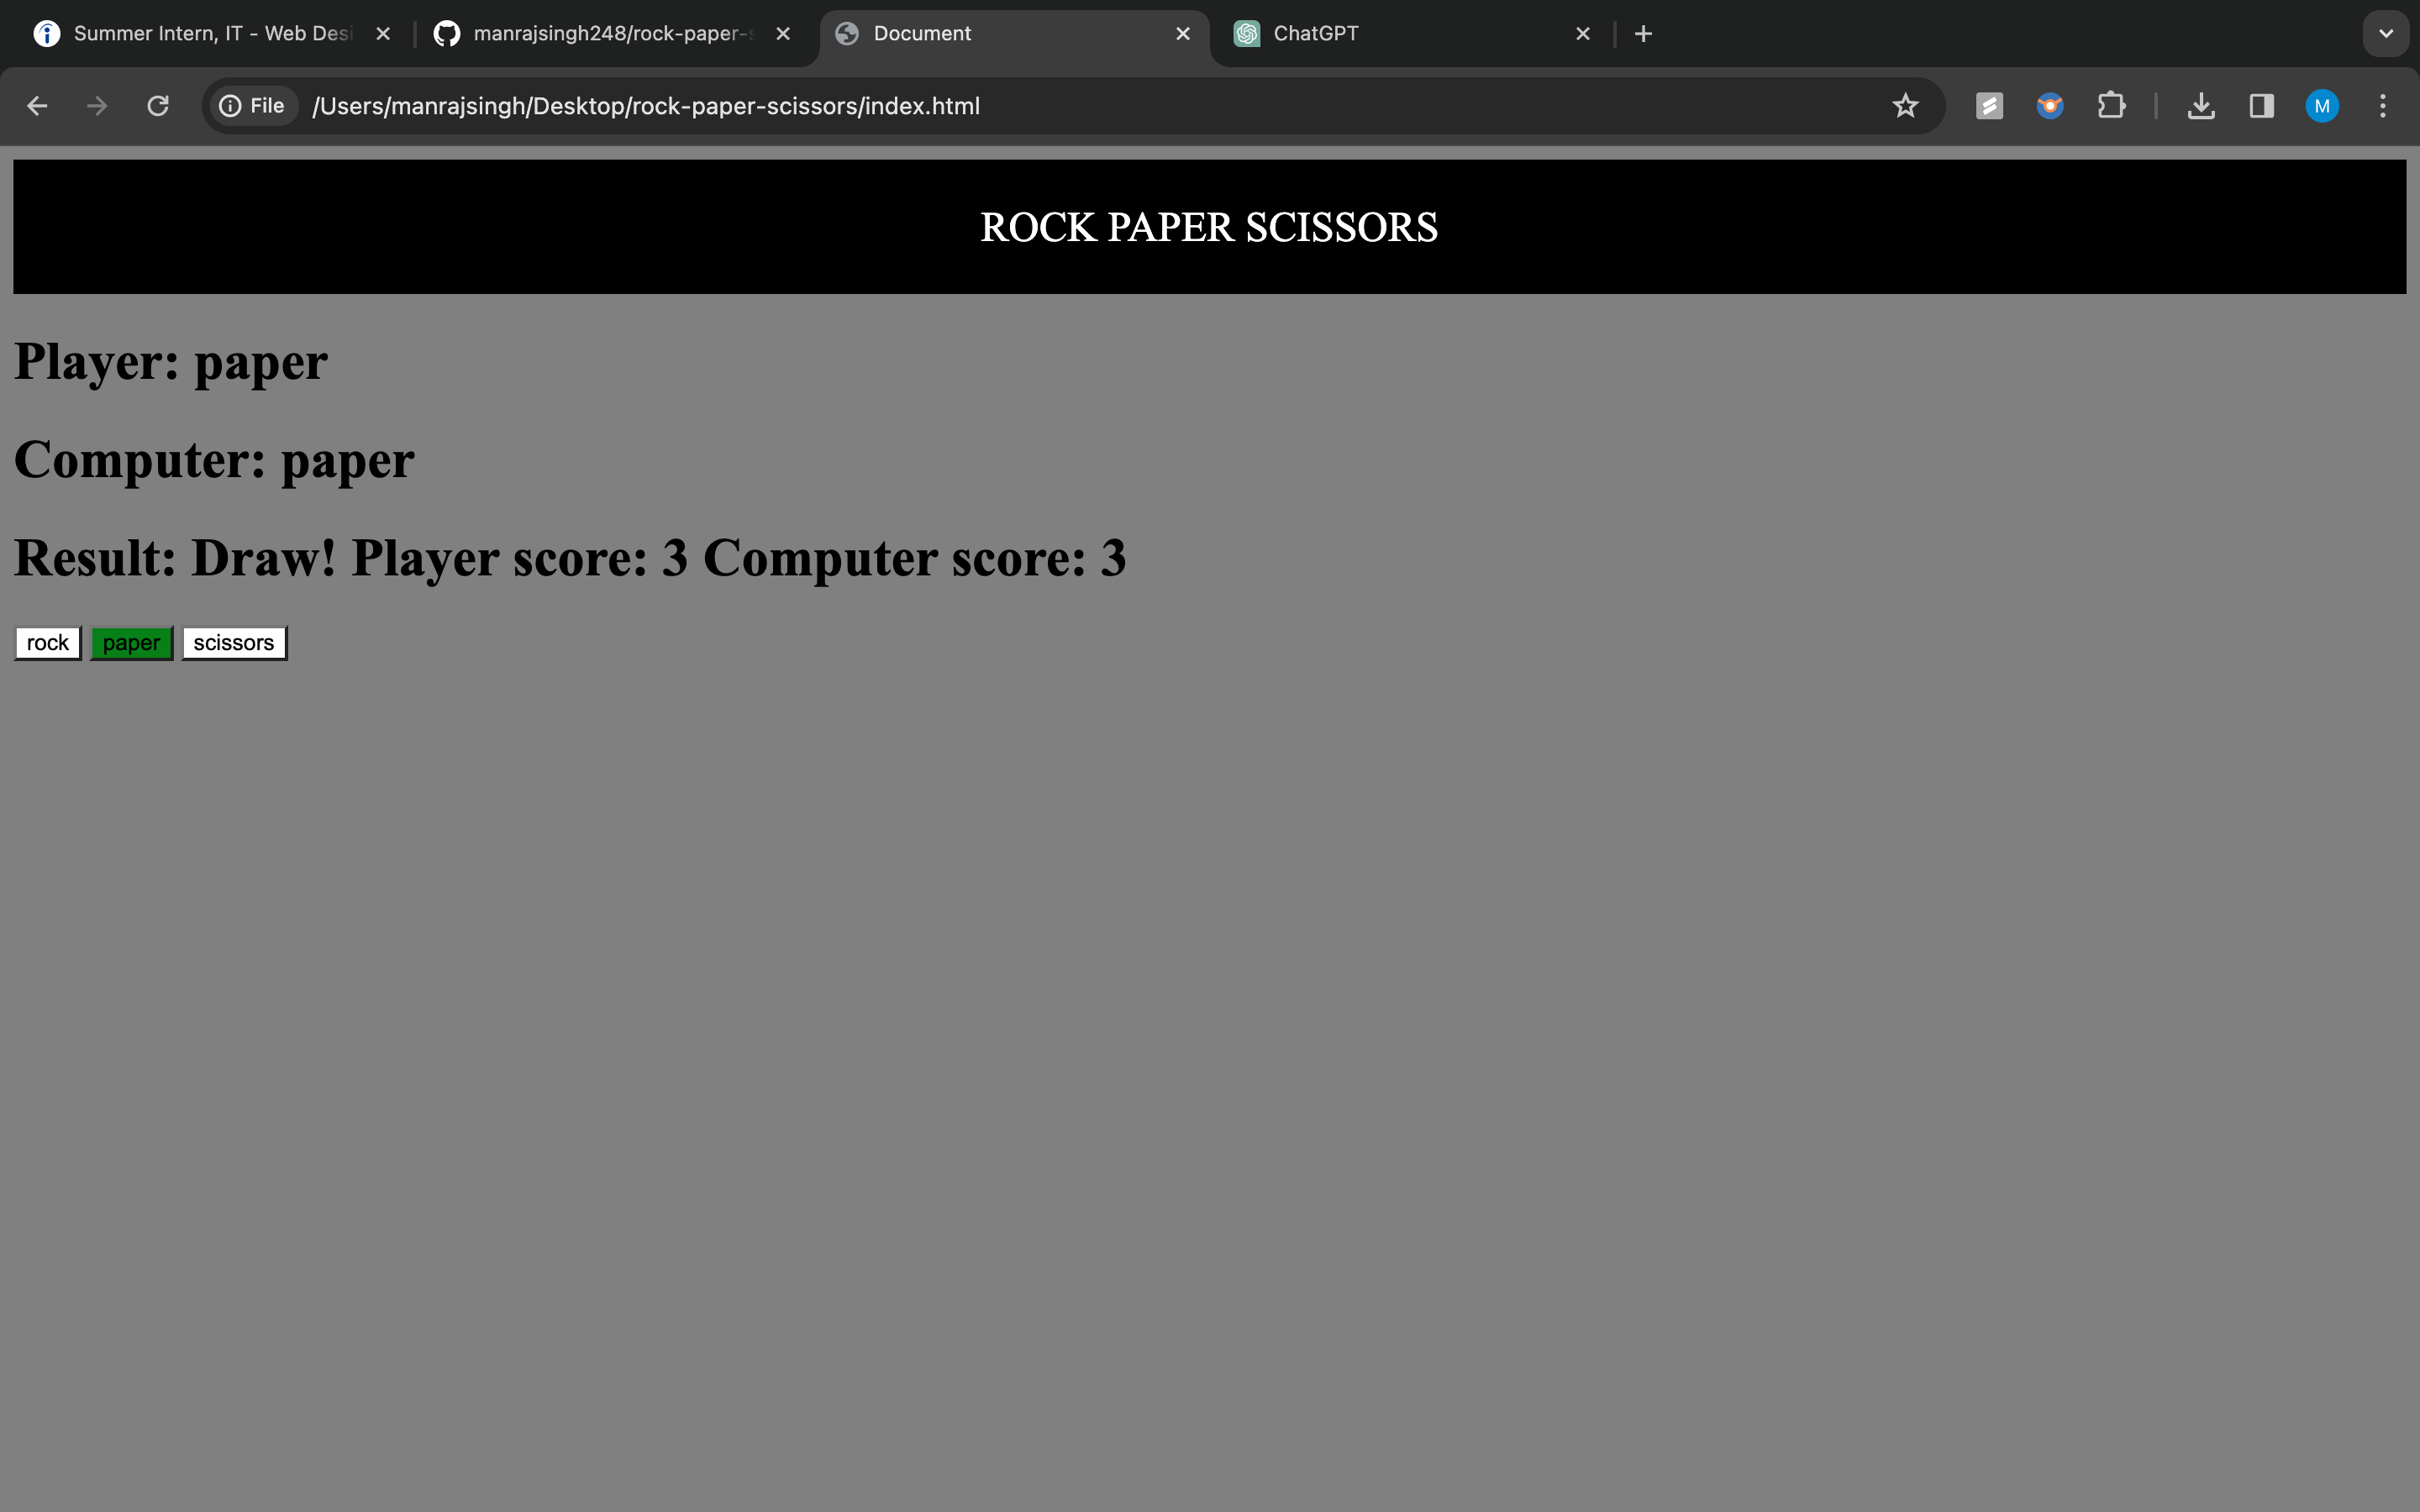 Summer Intern, IT - Web Desi
manrajsingh248/rock-paper-s
Document
ChatGPT
File
/Users/manrajsingh/Desktop/rock-paper-scissors/index.html
M
ROCK PAPER SCISSORS
Player: paper
Computer: paper
Result: Draw! Player score: 3 Computer score: 3
rock paper scissors